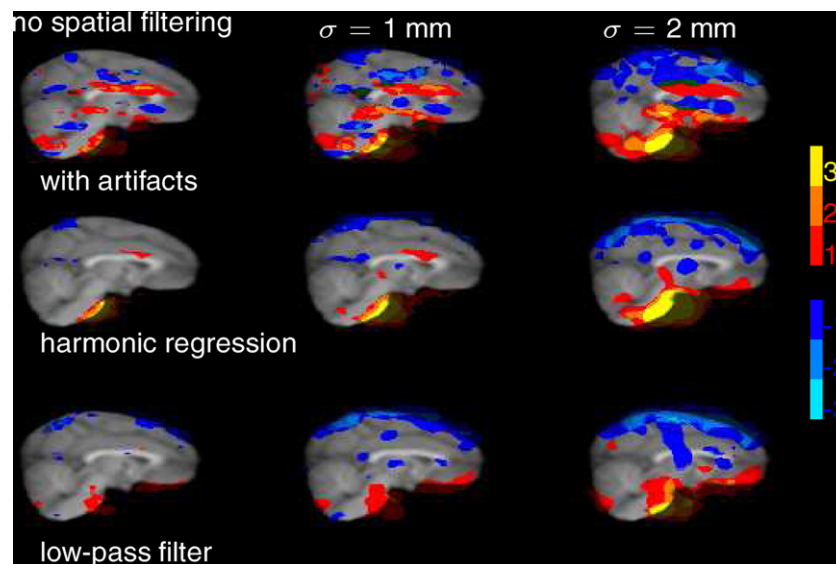 no spatial filtering σ = 1 mm σ = 2 mm
with artifacts
3
2
1
harmonic regression
low-pass filter